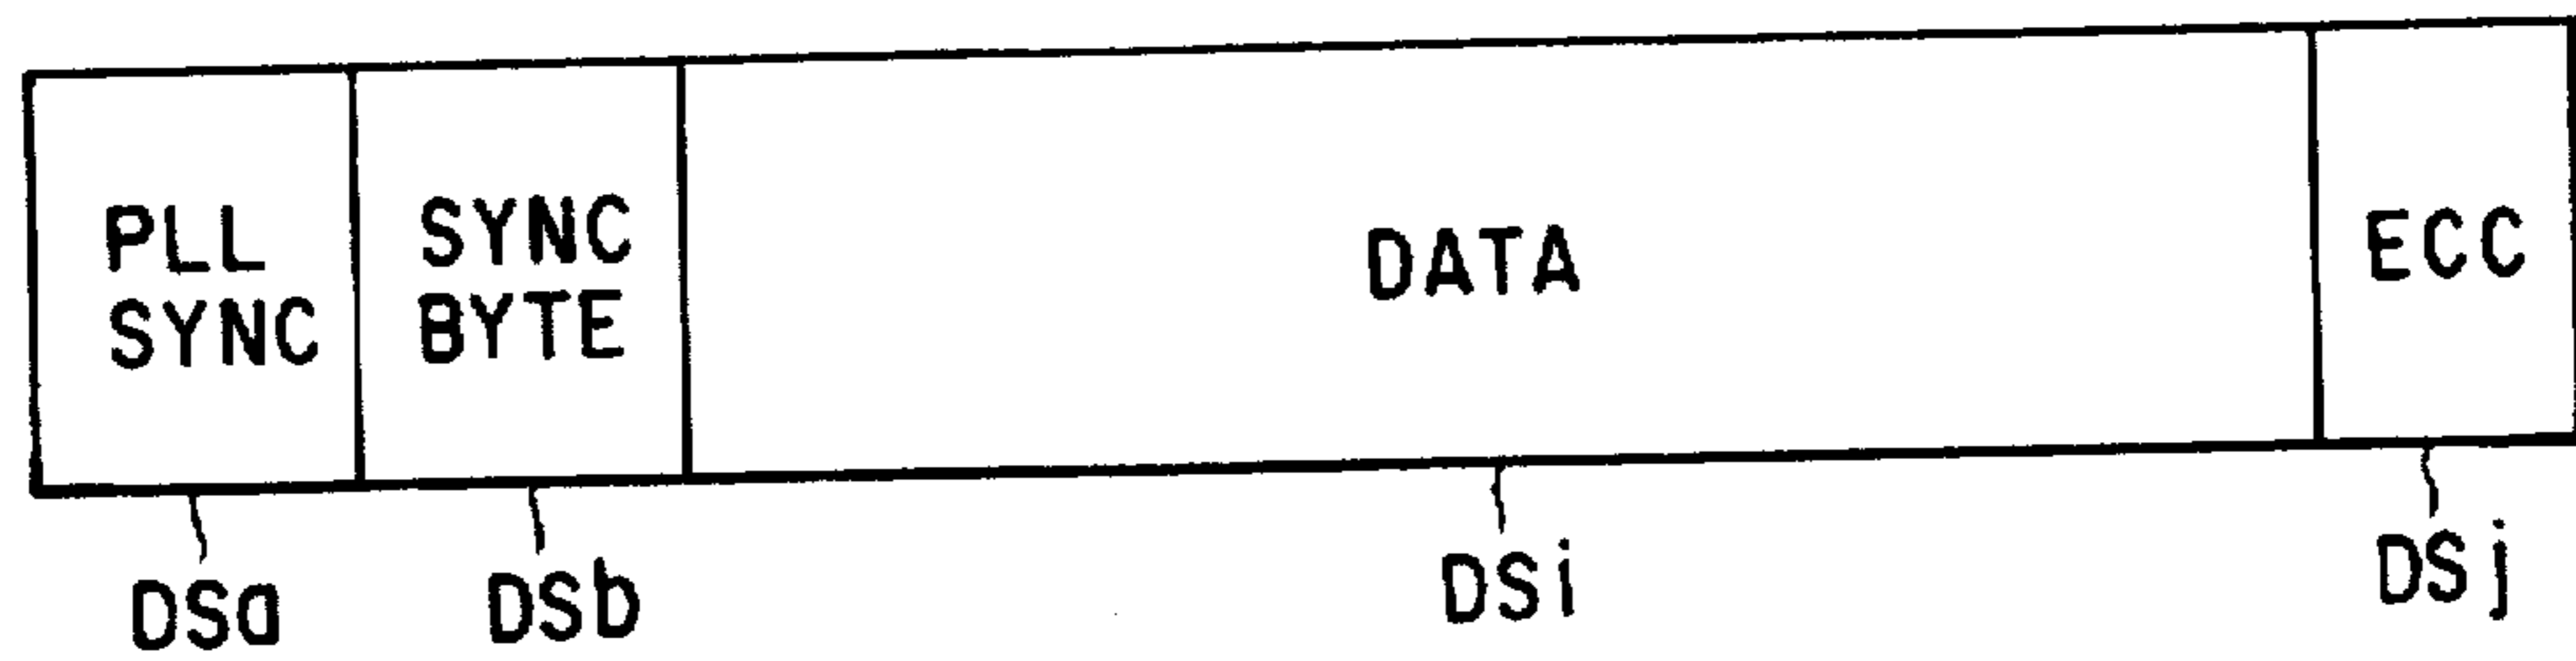 PLL
SYNC
SYNC
BYTE
DATA
ECC
DSa
DSb
DSi
DSj